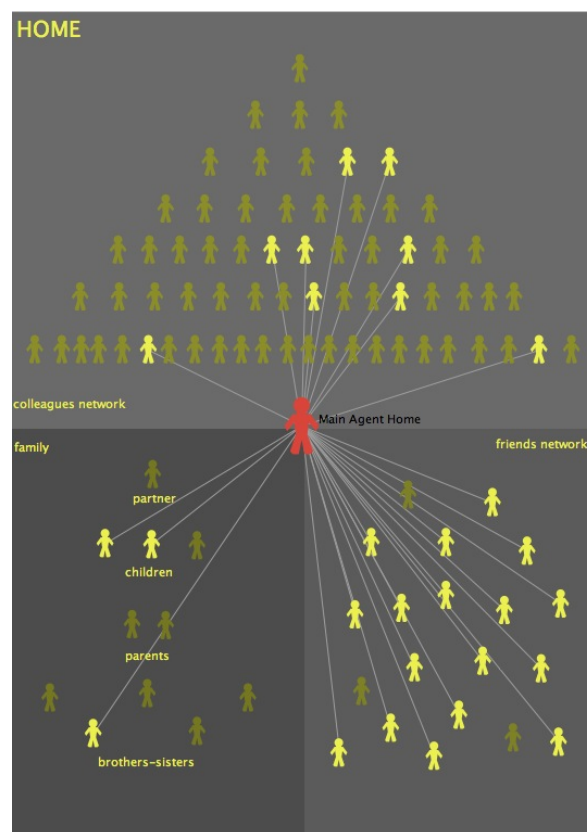 HOME
colleagues network
Main Agent Home
family
friends network
partner
children
parents
brothers-sisters